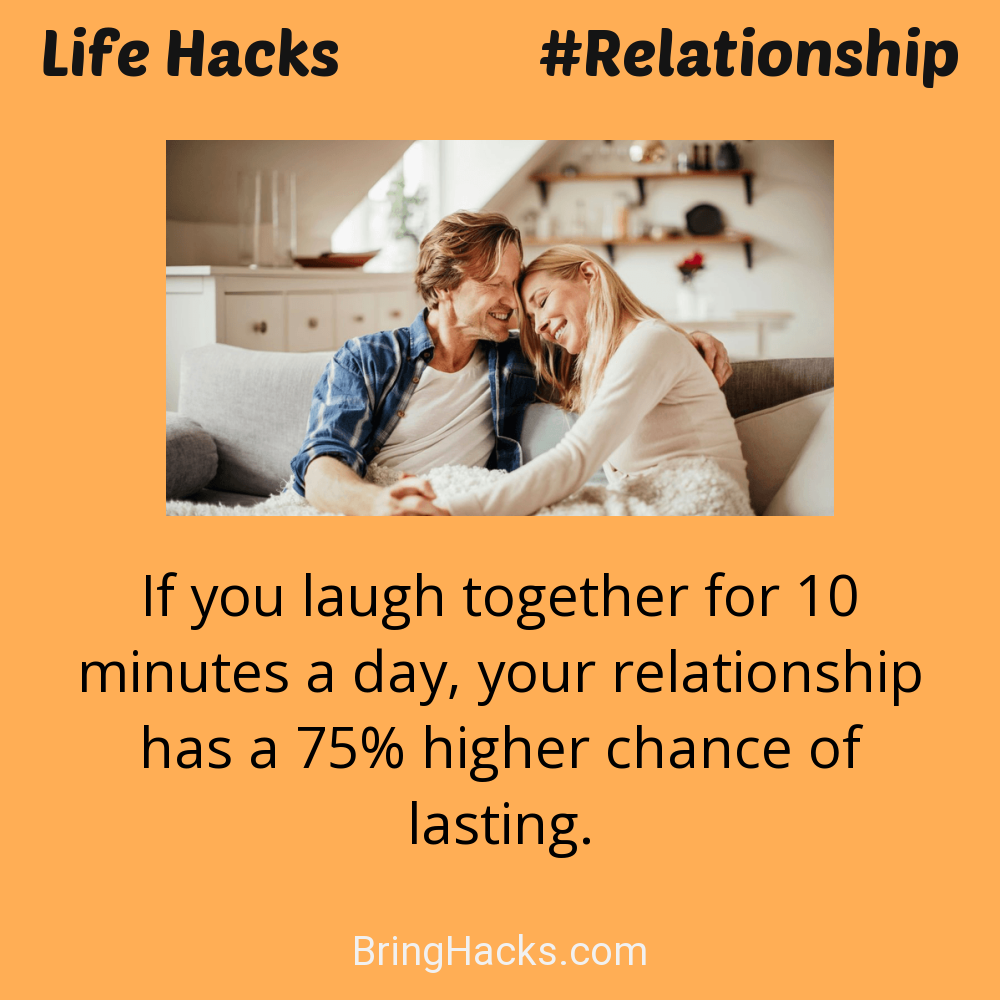 Life Hacks #Relationship
If you laugh together for 10
minutes a day, your relationship
has a 75% higher chance of
lasting.
BringHacks.com